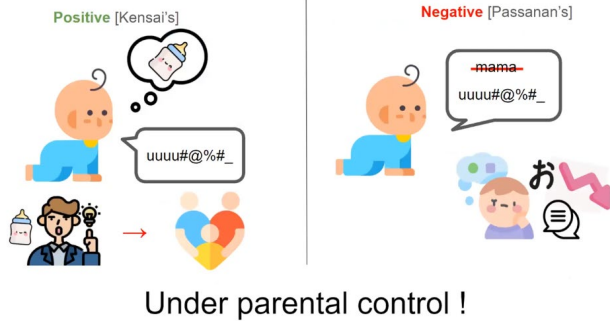 Positive [Kensai's]
Negative [Passanan's]
mama
uuuu#@%#_
uuuu#@%#_
お
Under parental control !